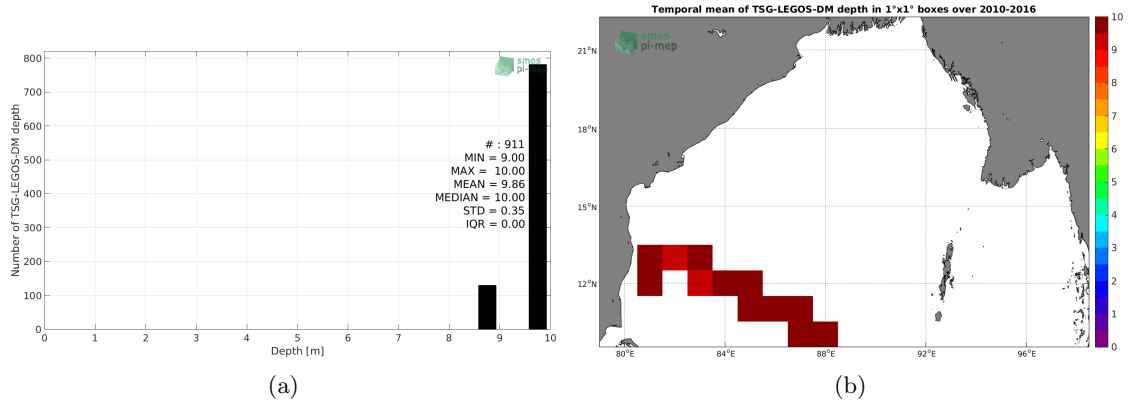 smos
pi-mep
Number of TSG-LEGOS-DM depth
800
700
600
500
400
300
200
100
0
# : 911
MIN = 9.00
MAX = 10.00
MEAN = 9.86
MEDIAN = 10.00
STD = 0.35
IQR = 0.00
0 1 2 3 4 5 6 7 8 9 10
Depth [m]
(a)
Temporal mean of TSG-LEGOS-DM depth in 1°x1° boxes over 2010-2016
smos
pi-mep
21°N
18°N
15°N
12°N
80°E 84°E 88°E 92°E 96°E
10
9
8
7
6
5
4
3
2
1
0
(b)